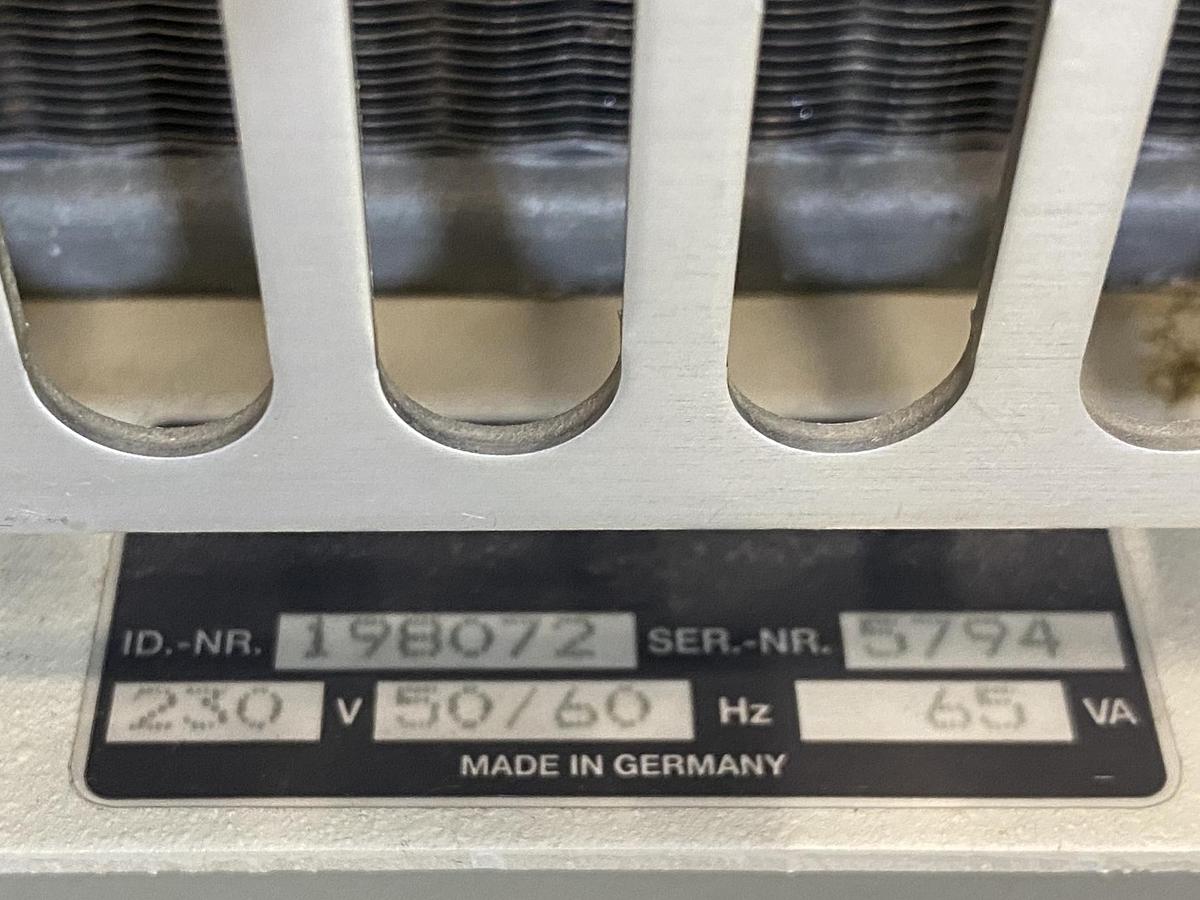 ID.-NR. 198072 SER.-NR. 5794
230 V 50/60 Hz 65 VA
MADE IN GERMANY